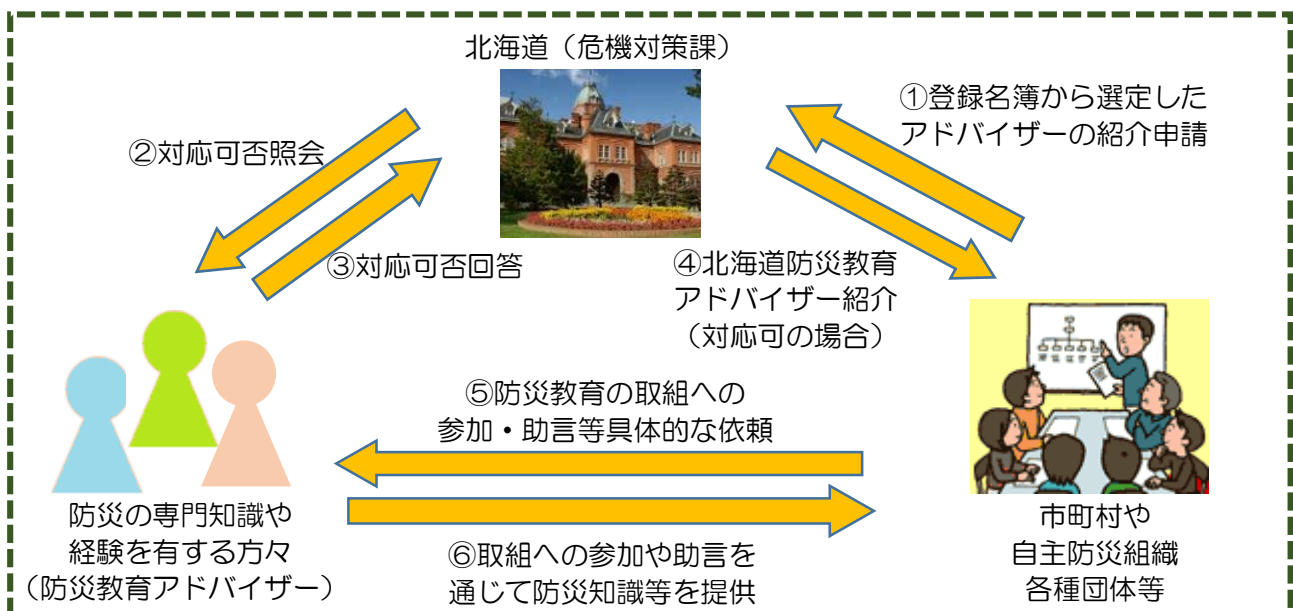 北海道（危機対策課）
①登録名簿から選定した
アドバイザーの紹介申請
②対応可否照会
③対応可否回答
④北海道防災教育
アドバイザー紹介
（対応可の場合）
⑤防災教育の取組への
参加・助言等具体的な依頼
防災の専門知識や
経験を有する方々
（防災教育アドバイザー）
⑥取組への参加や助言を
通じて防災知識等を提供
市町村や
自主防災組織
各種団体等